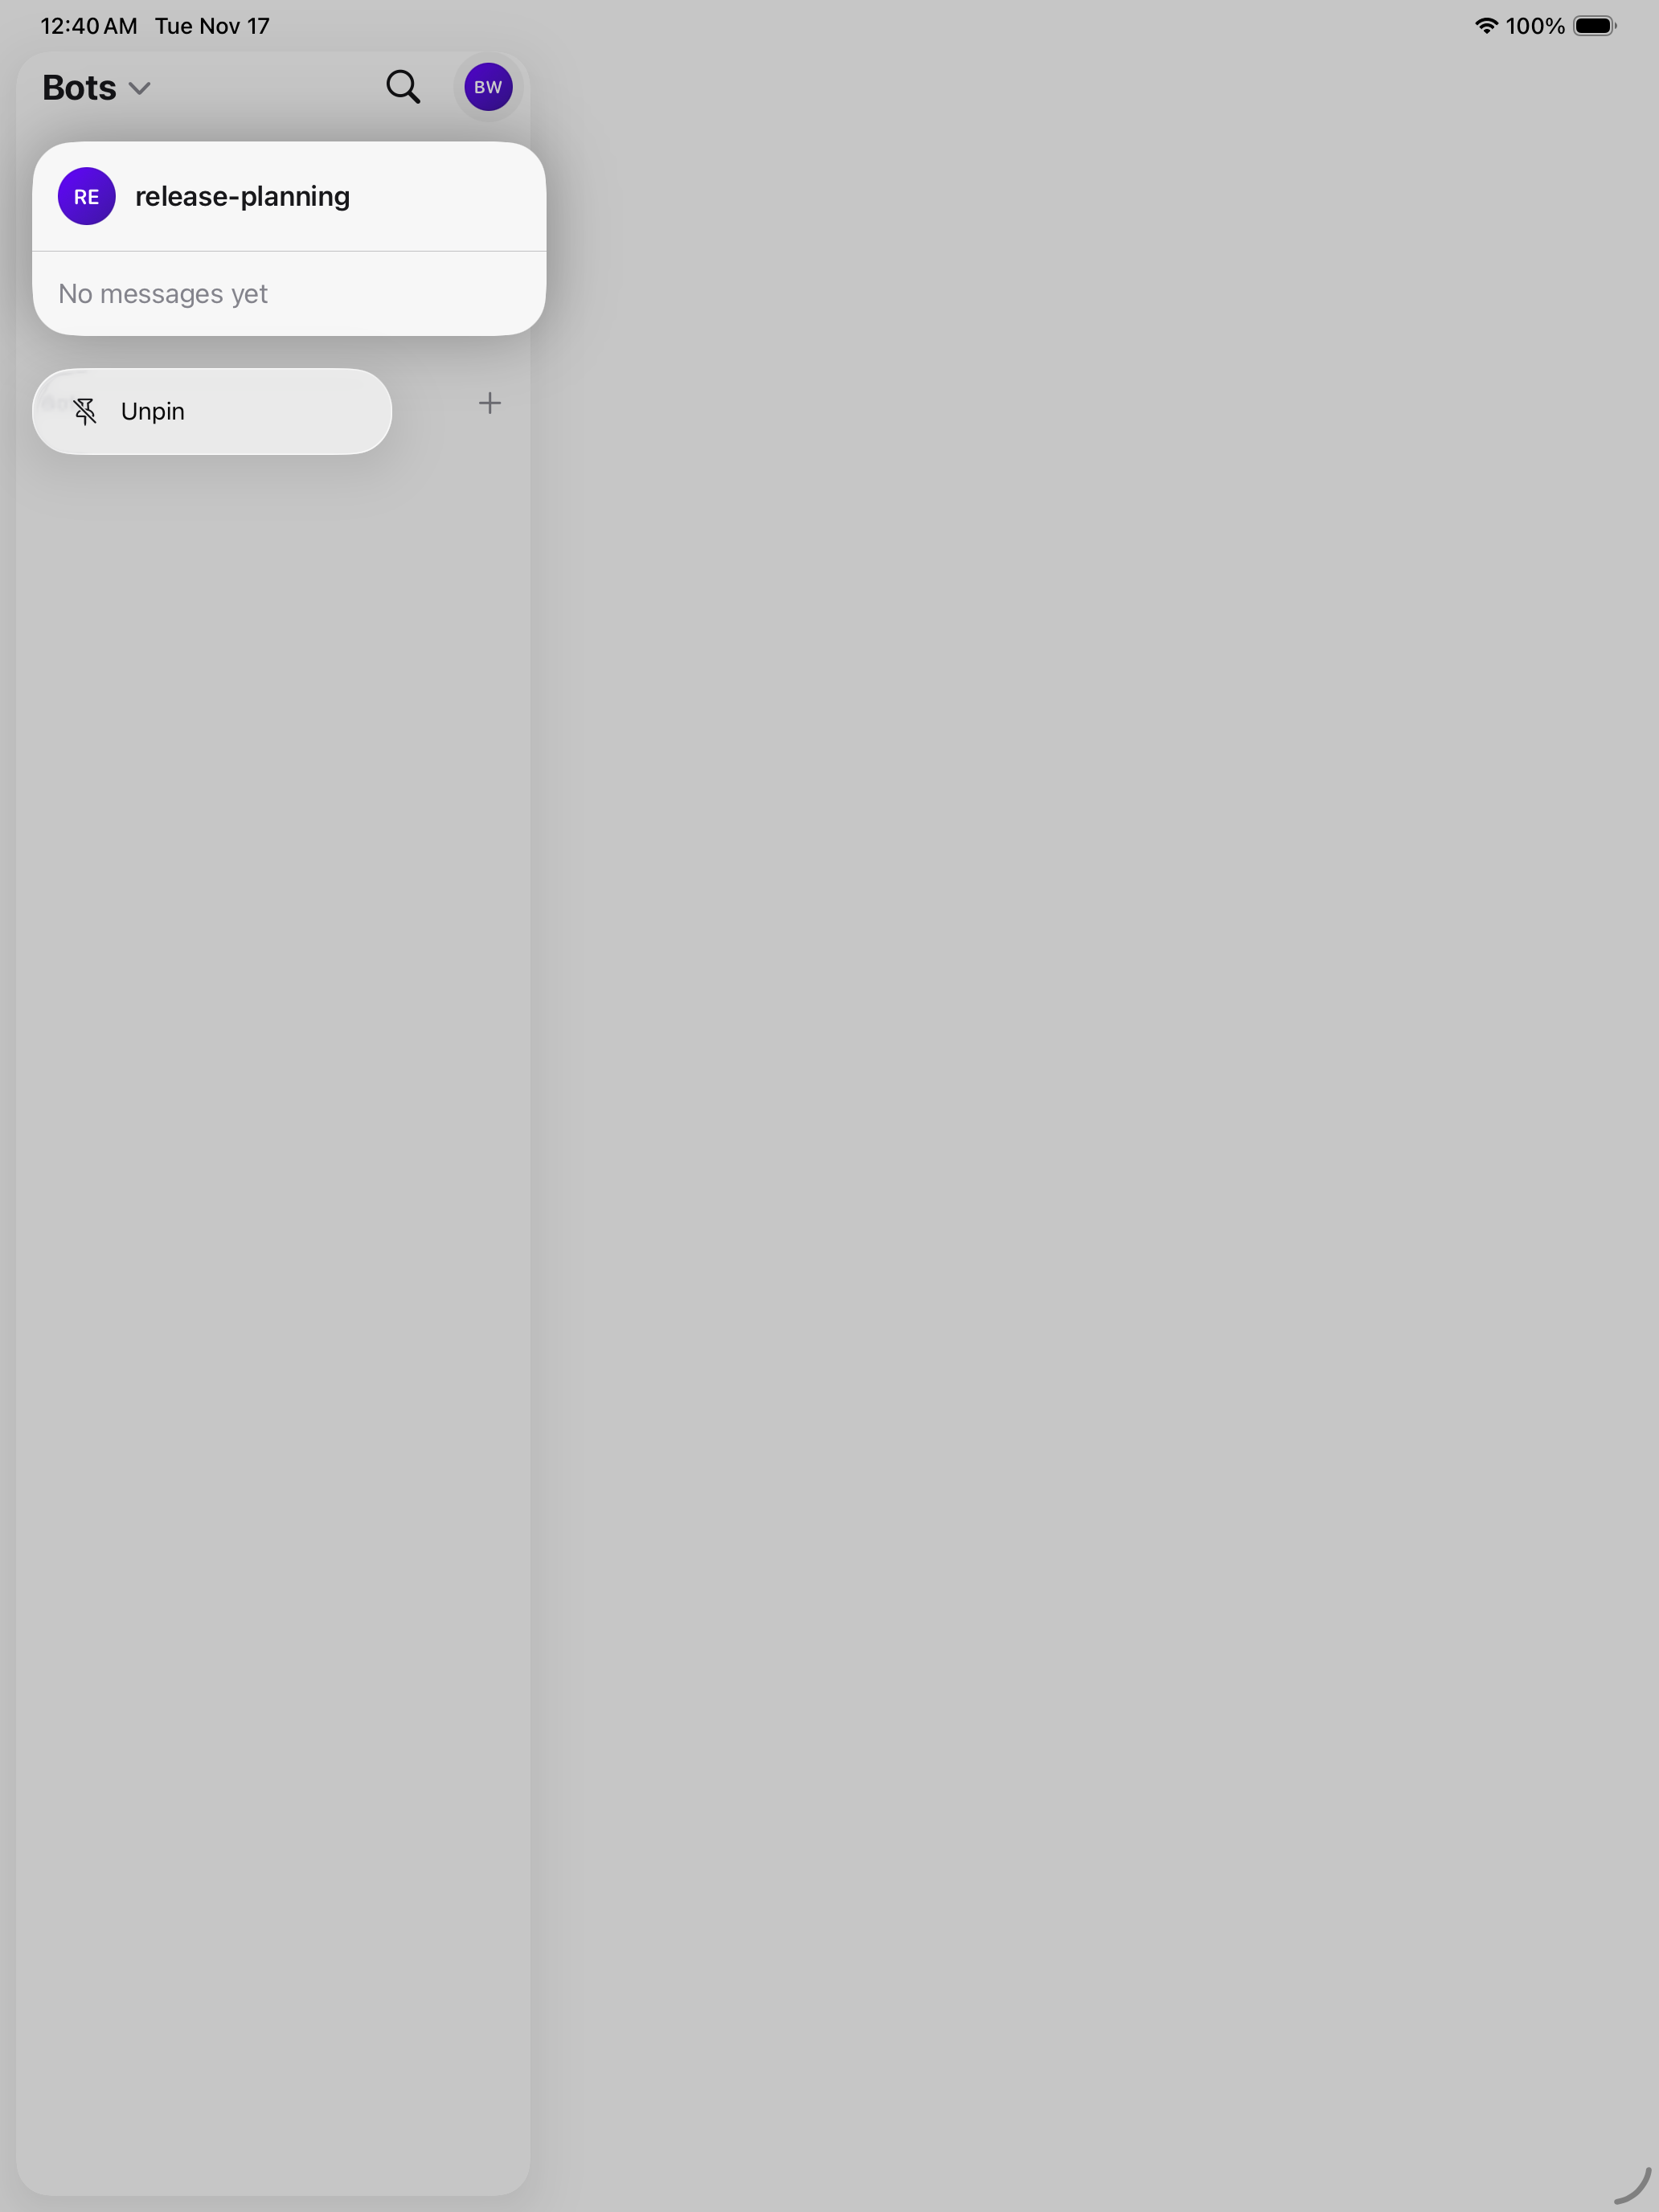 12:40 AM Tue Nov 17
100%
Bots
BW
RE
release-planning
No messages yet
Unpin